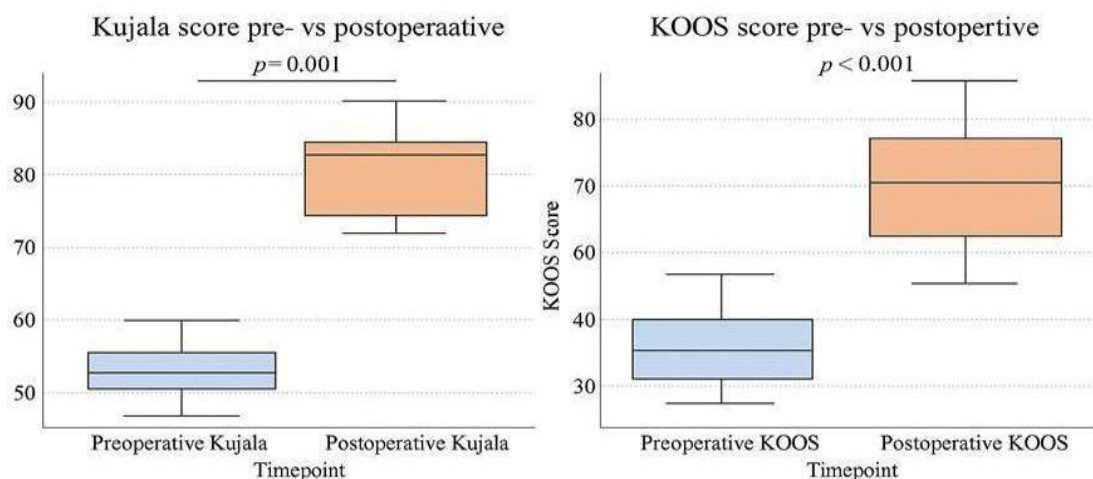 Kujala score pre- vs postoperaative
p = 0.001
90
80
70
60
50
Preoperative Kujala
Postoperative Kujala
Timepoint
KOOS score pre- vs postopertive
p < 0.001
KOOS Score
80
70
60
40
30
Preoperative KOOS
Postoperative KOOS
Timepoint